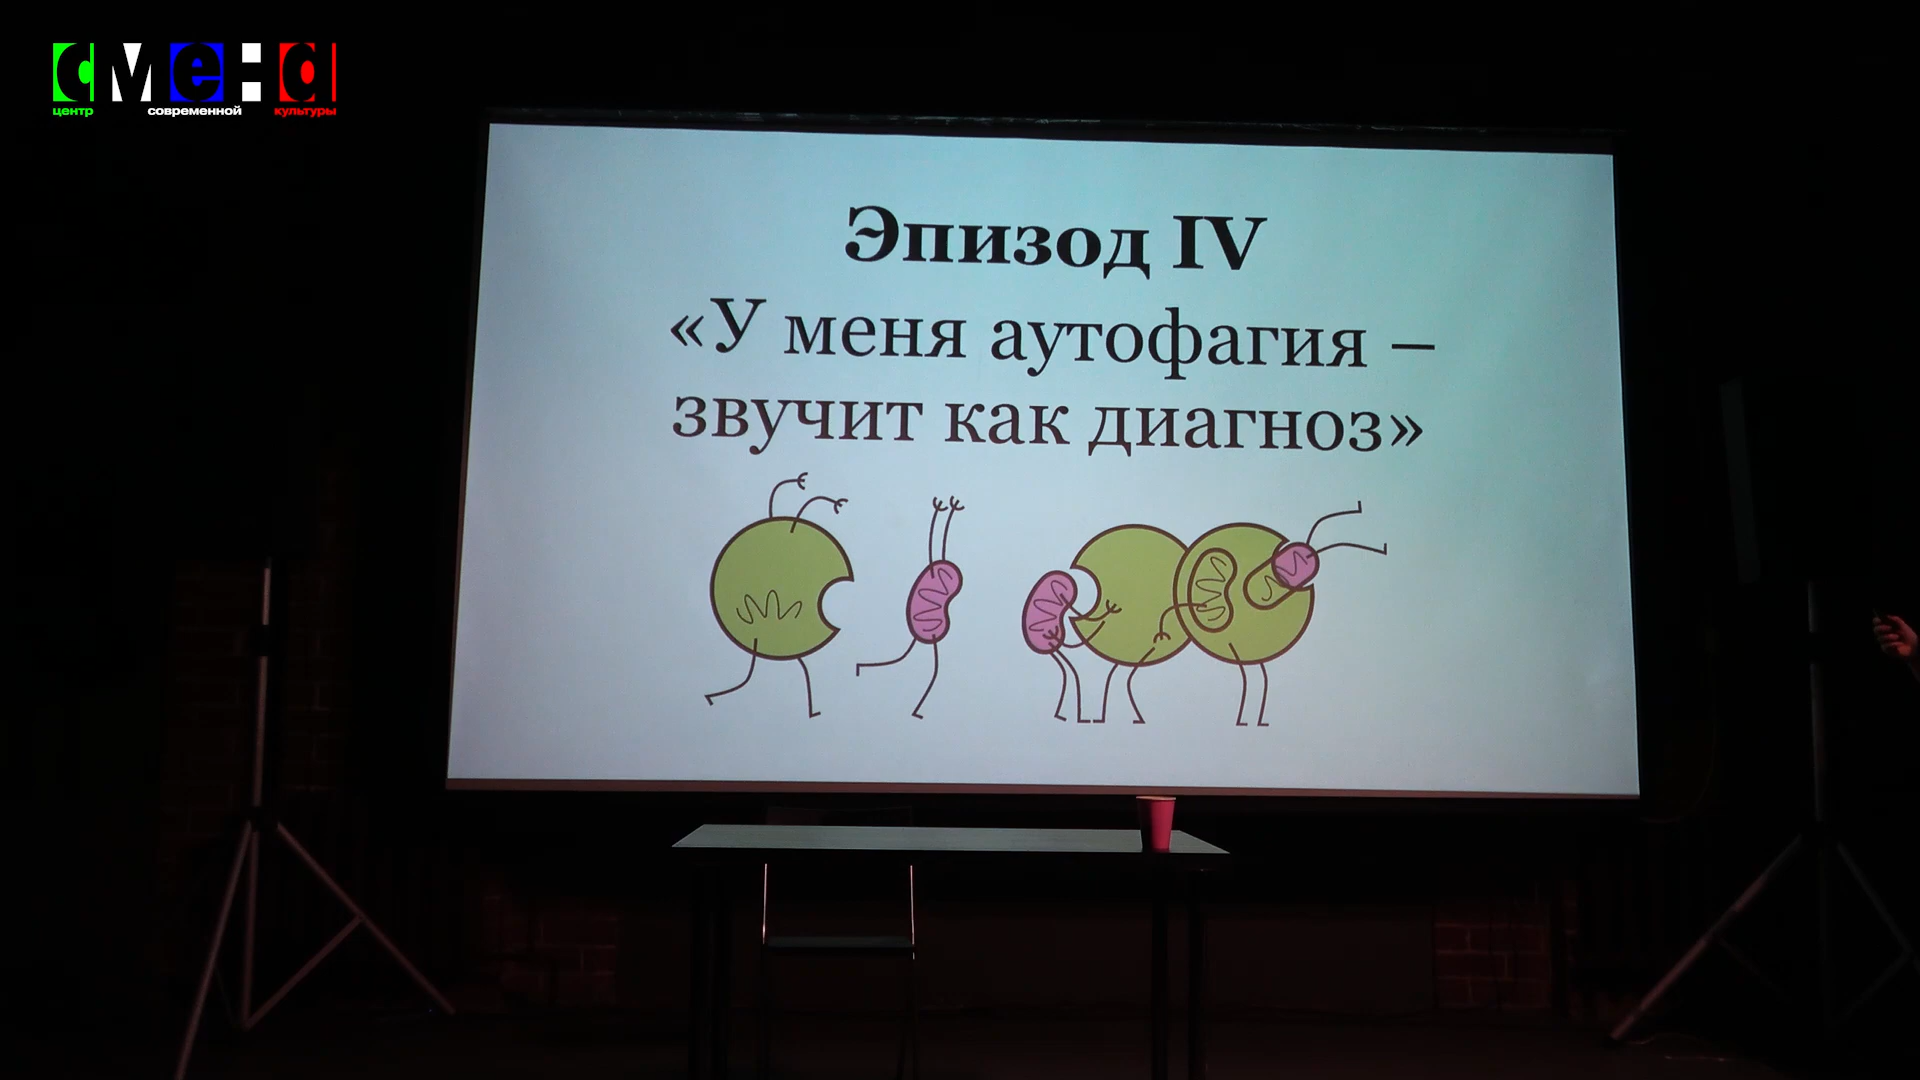 смена
центр современной культуры
Эпизод IV
«У меня аутофагия –
звучит как диагноз»